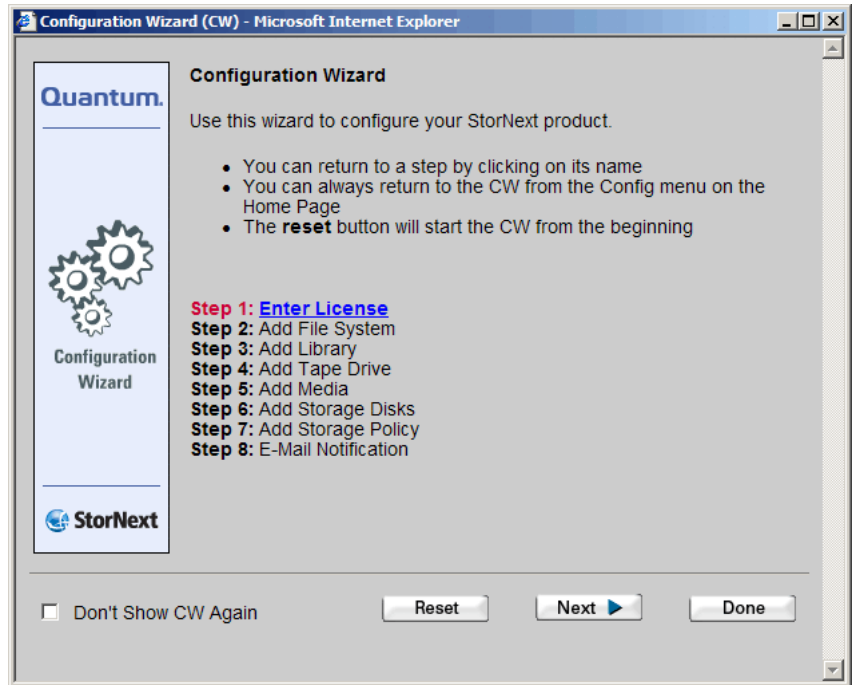 Configuration Wizard (CW) - Microsoft Internet Explorer
Quantum.
Configuration
Wizard
StorNext
Configuration Wizard
Use this wizard to configure your StorNext product.
• You can return to a step by clicking on its name
• You can always return to the CW from the Config menu on the
Home Page
• The reset button will start the CW from the beginning
Step 1: Enter License
Step 2: Add File System
Step 3: Add Library
Step 4: Add Tape Drive
Step 5: Add Media
Step 6: Add Storage Disks
Step 7: Add Storage Policy
Step 8: E-Mail Notification
Don't Show CW Again
Reset
Next
Done